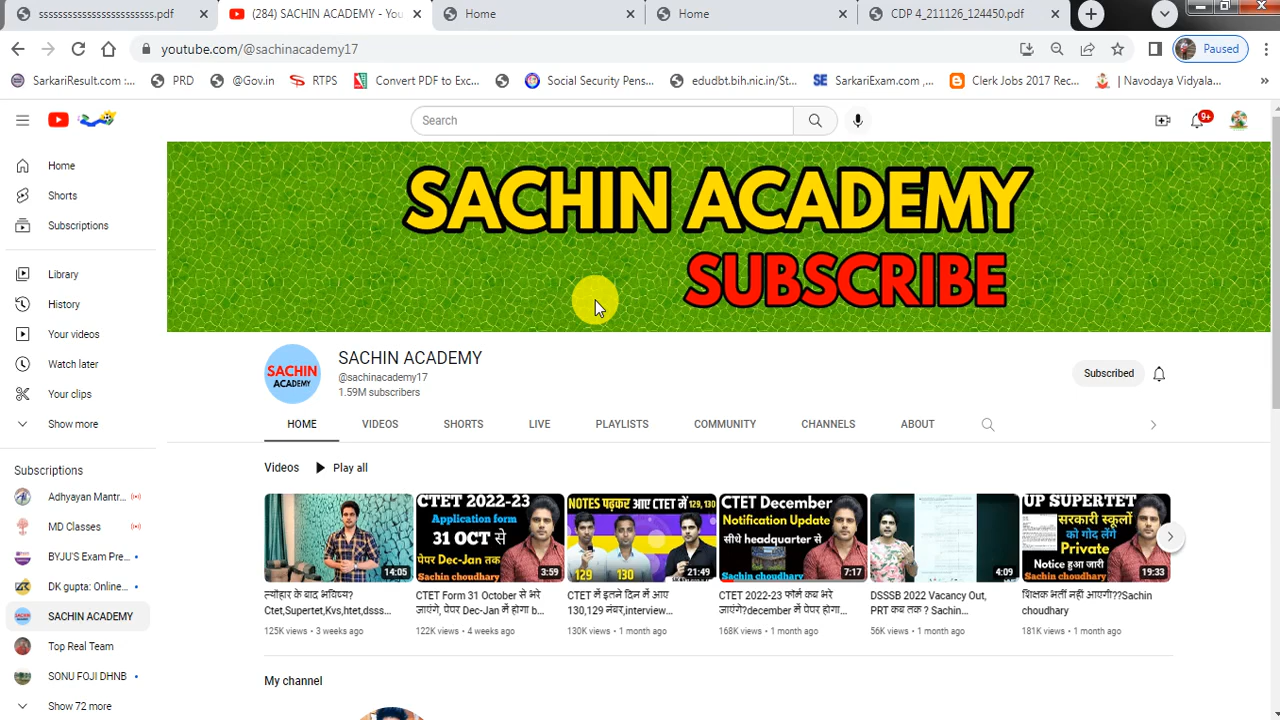 ssssssssssssssssssssssss.pdf
(284) SACHIN ACADEMY - You
Home
Home
CDP 4_211126_124450.pdf
youtube.com/@sachinacademy17
Paused
SarkariResult.com :...
PRD
@Gov.in
RTPS
Convert PDF to Exc...
Social Security Pens...
edudbt.bih.nic.in/St...
SarkariExam.com ,...
Clerk Jobs 2017 Rec...
| Navodaya Vidyala...
Search
9+
Home
Shorts
Subscriptions
Library
History
Your videos
Watch later
Your clips
Show more
Subscriptions
Adhyayan Mantr...
MD Classes
BYJU'S Exam Pre...
DK gupta: Online...
SACHIN ACADEMY
Top Real Team
SONU FOJI DHNB
Show 72 more
SACHIN ACADEMY
SUBSCRIBE
SACHIN
ACADEMY
SACHIN ACADEMY
@sachinacademy17
1.59M subscribers
Subscribed
HOME
VIDEOS
SHORTS
LIVE
PLAYLISTS
COMMUNITY
CHANNELS
ABOUT
Videos
Play all
14:05
त्यौहार के बाद भविष्य?
Ctet,Supertet,Kvs,htet,dsss...
125K views • 3 weeks ago
CTET 2022-23
Application form
31 OCT से
पेपर Dec-Jan तक
Sachin choudhary
3:59
CTET Form 31 October से भरे
जाएंगे, पेपर Dec-Jan में होगा b...
122K views • 4 weeks ago
NOTES पढ़कर आए CTET में 129, 130
129
130
21:49
CTET में इतने दिन में आए
130,129 नंबर,interview...
130K views • 1 month ago
CTET December
Notification Update
सीधे headquarter से
Sachin choudhary
7:17
CTET 2022-23 फॉर्म कब भरे
जाएंगे?december में पेपर होगा...
168K views • 1 month ago
4:09
DSSSB 2022 Vacancy Out,
PRT कब तक ? Sachin...
56K views • 1 month ago
UP SUPERTET
सरकारी स्कूलों
को गोद लेंगे
Private
Notice हुआ जारी
Sachin choudhary
19:33
शिक्षक भर्ती नहीं आएगी??Sachin
choudhary
181K views • 1 month ago
My channel